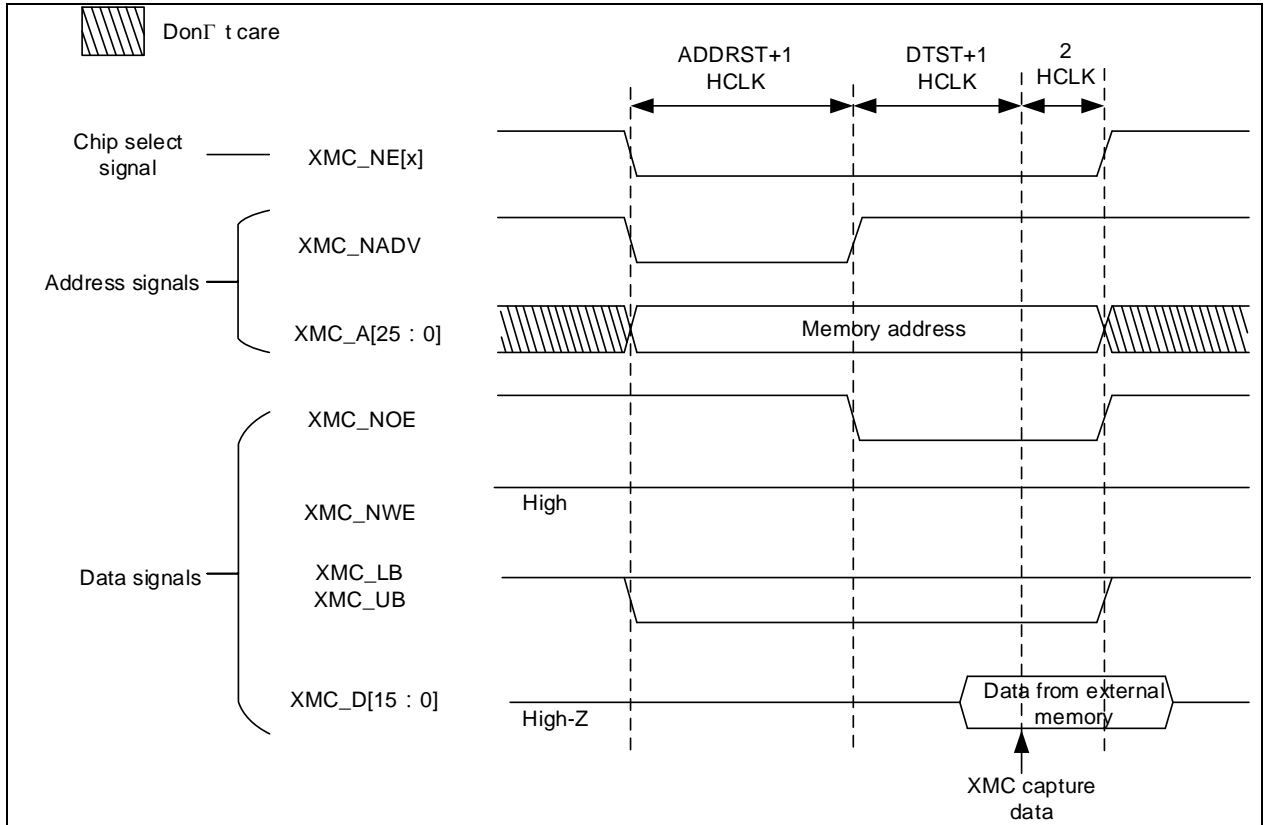 DonΓ t care
ADDRST+1
HCLK
DTST+1
HCLK
2
HCLK
Chip select
signal
XMC_NE[x]
XMC_NADV
Address signals
XMC_A[25 : 0]
Memory address
XMC_NOE
High
XMC_NWE
Data signals
XMC_LB
XMC_UB
XMC_D[15 : 0]
High-Z
Data from external
memory
XMC capture
data